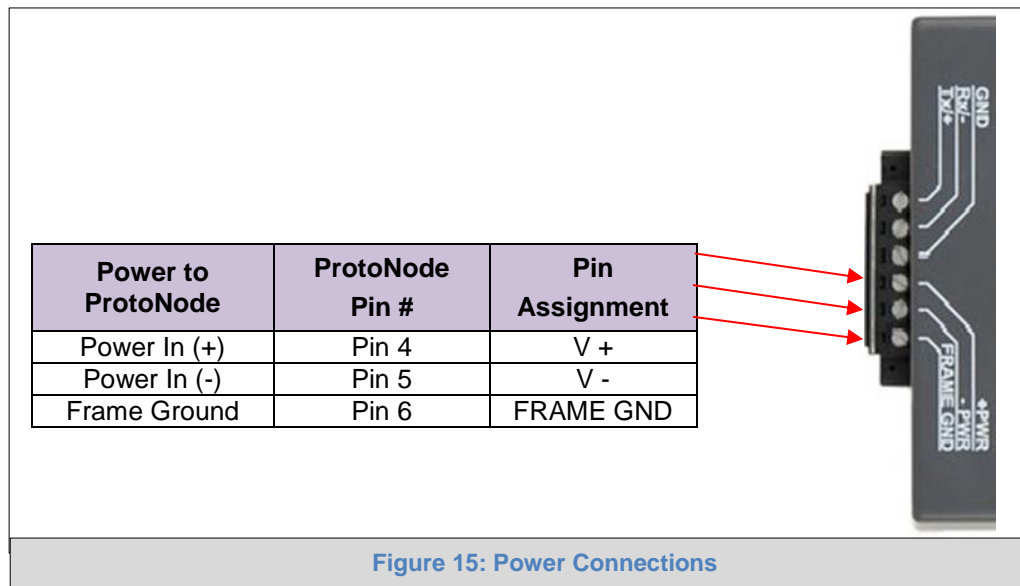 Power to ProtoNode
ProtoNode Pin #
Pin Assignment
Power In (+) Pin 4 V +
Power In (-) Pin 5 V -
Frame Ground Pin 6 FRAME GND
GND
Rx/-
Tx/+
+PWR
- PWR
FRAME GND
Figure 15: Power Connections